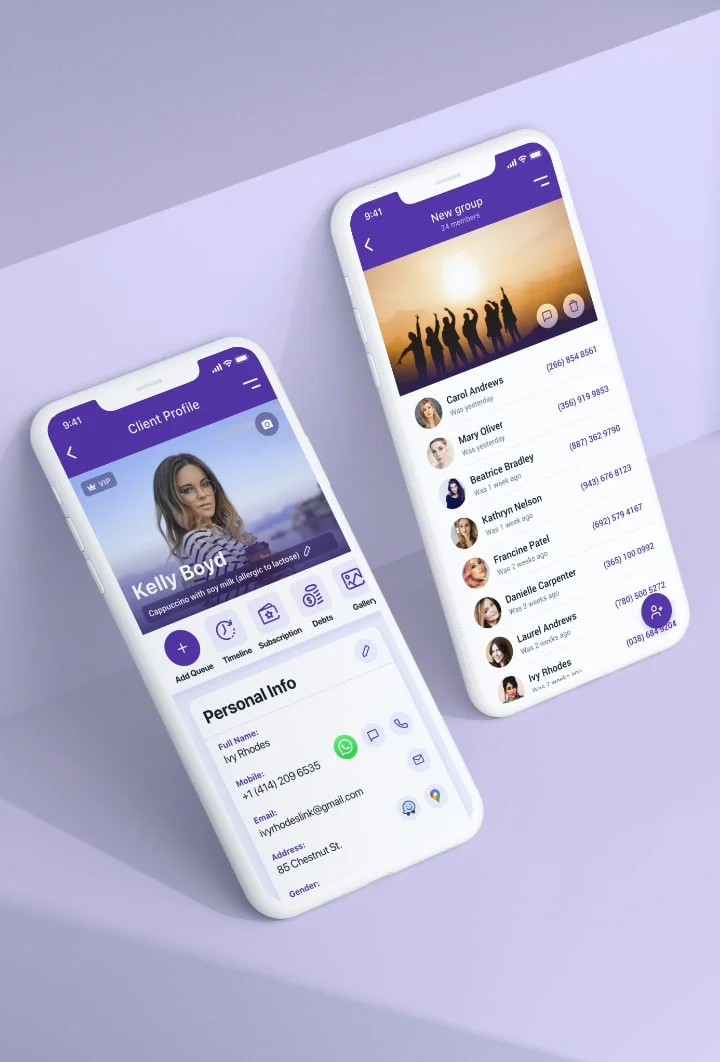 9:41
Client Profile
VIP
Kelly Boyd
Cappuccino with soy milk (allergic to lactose)
Add Queue
Timeline
Subscription
Debts
Gallery
Personal Info
Full Name:
Ivy Rhodes
Mobile:
+1 (414) 209 6535
Email:
ivyrhodeslink@gmail.com
Address:
85 Chestnut St.
Gender:
9:41
New group
24 members
Carol Andrews
(266) 854 8561
Was yesterday
Mary Oliver
(356) 919 9853
Was yesterday
Beatrice Bradley
(887) 362 9790
Was 1 week ago
Kathryn Nelson
(943) 676 8123
Was 1 week ago
Francine Patel
(692) 579 4167
Was 2 weeks ago
Danielle Carpenter
(365) 100 0992
Was 2 weeks ago
Laurel Andrews
(780) 500 5272
Was 2 weeks ago
Ivy Rhodes
(038) 684 9204
Was 2 weeks ago